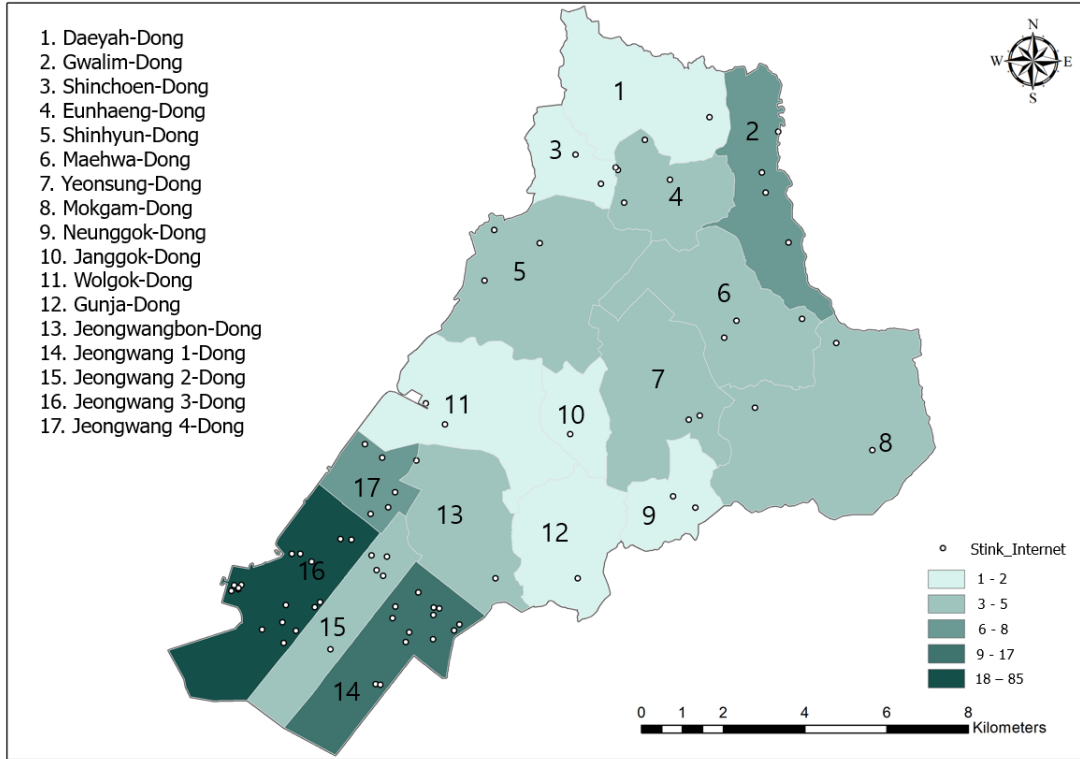 1. Daeyah-Dong
2. Gwalim-Dong
3. Shinchoen-Dong
4. Eunhaeng-Dong
5. Shinhyun-Dong
6. Maehwa-Dong
7. Yeonsung-Dong
8. Mokgam-Dong
9. Neunggok-Dong
10. Janggok-Dong
11. Wolgok-Dong
12. Gunja-Dong
13. Jeongwangbon-Dong
14. Jeongwang 1-Dong
15. Jeongwang 2-Dong
16. Jeongwang 3-Dong
17. Jeongwang 4-Dong
N
W E
S
1
2
3
4
5
6
7
8
9
10
11
12
13
14
15
16
17
Stink_Internet
1 - 2
3 - 5
6 - 8
9 - 17
18 – 85
0 1 2 4 6 8
Kilometers